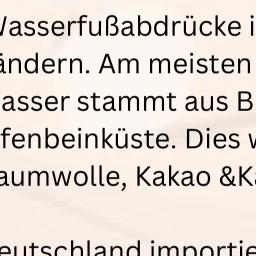 Wasserfußabdrücke i
ändern. Am meisten
asser stammt aus B
fenbeinküste. Dies w
aumwolle, Kakao &Ka
eutschland importie